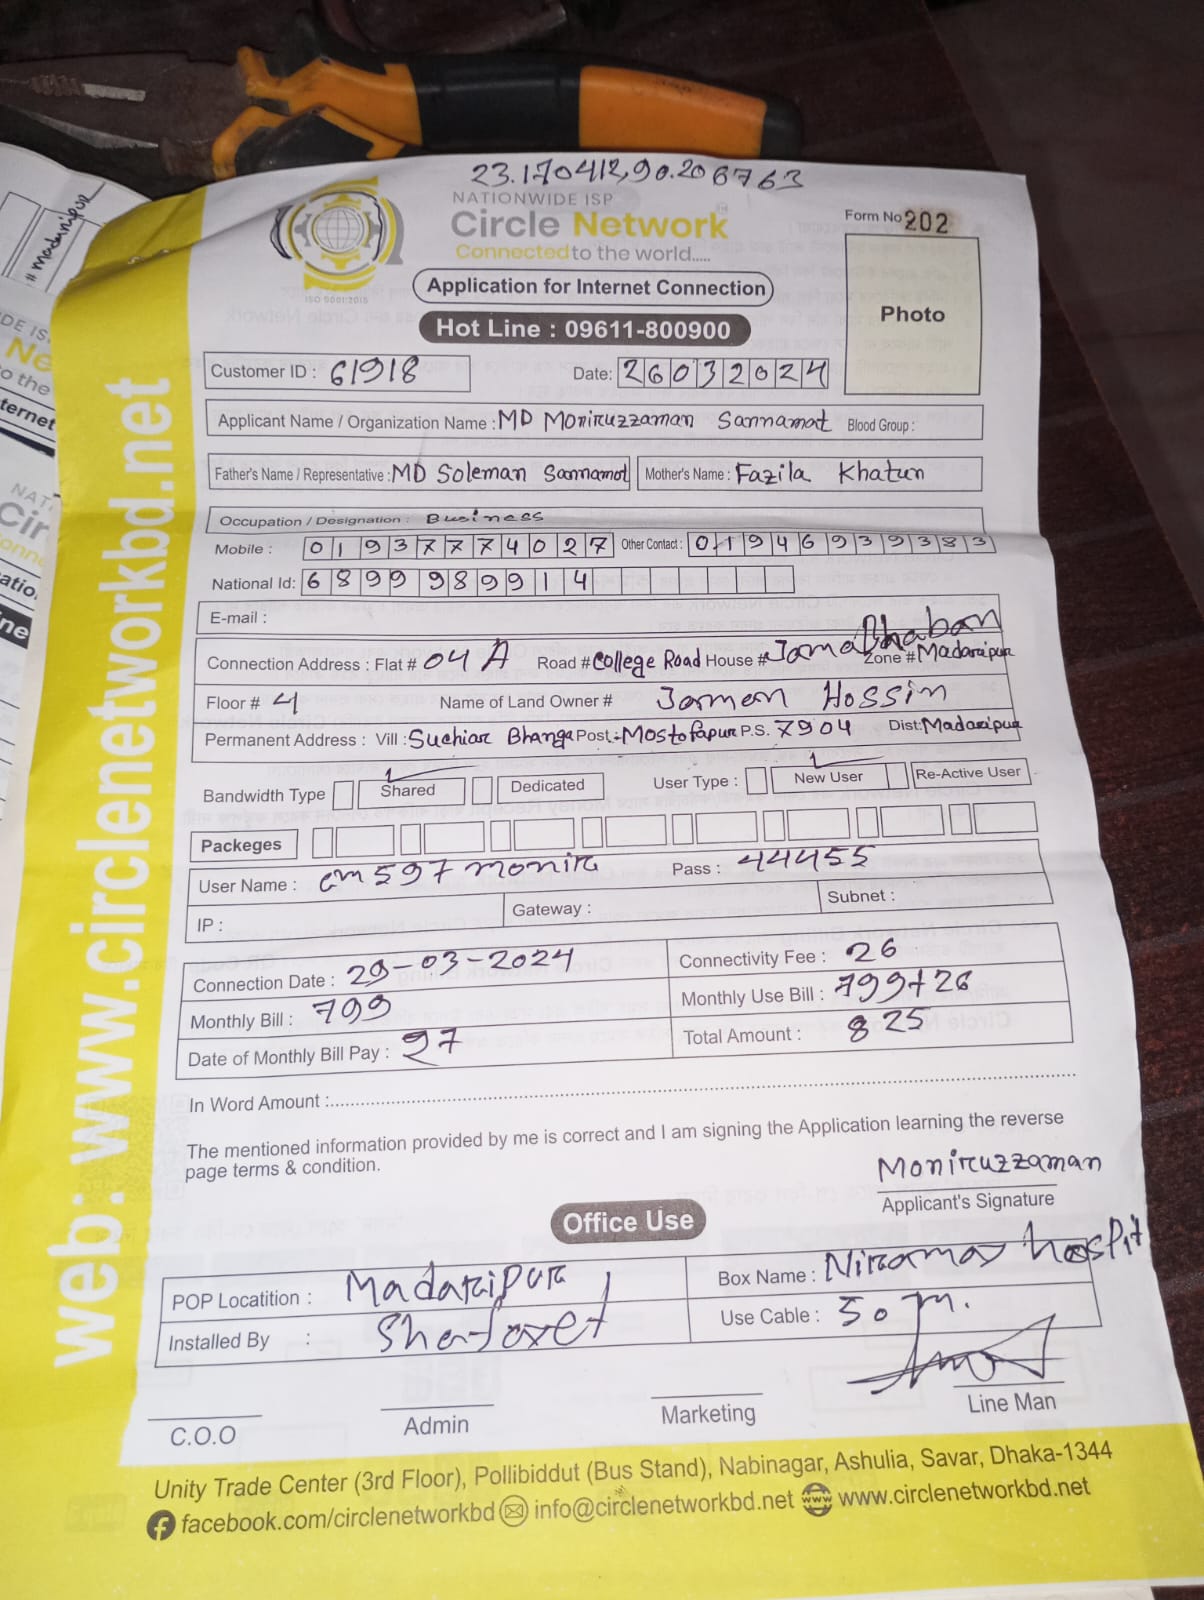 23.170412,90.206763
NATIONWIDE ISP
Circle Network
Connected to the world.....
ISO 9001:2015
Form No 202
Photo
Application for Internet Connection
Hot Line : 09611-800900
Customer ID : 61918 Date: 26032024
Applicant Name / Organization Name : MD Moniruzzaman Sannamat Blood Group :
Father's Name / Representative : MD Soleman Sannamat Mother's Name : Fazila Khatun
Occupation / Designation : Business
Mobile : 01937774027 Other Contact : 01946939383
National Id: 6899989914
E-mail :
Connection Address : Flat # 04 A Road # College Road House # Jama Bhaban Zone # Madaripur
Floor # 4 Name of Land Owner # Jaman Hossin
Permanent Address : Vill : Suchiar Bhanga Post : Mostofapur P.S. 7904 Dist: Madaripur
Bandwidth Type Shared Dedicated User Type : New User Re-Active User
Packeges
User Name : cm597monir Pass : 44455
IP : Gateway : Subnet :
Connection Date : 29-03-2024 Connectivity Fee : 26
Monthly Bill : 799 Monthly Use Bill : 799+26
Date of Monthly Bill Pay : 27 Total Amount : 825
In Word Amount :
The mentioned information provided by me is correct and I am signing the Application learning the reverse
page terms & condition.
Moniruzzaman
Applicant's Signature
Office Use
POP Locatition : Madaripur Box Name : Niramoy hospit
Installed By : Use Cable : 50 m.
C.O.O Admin Marketing Line Man
Unity Trade Center (3rd Floor), Pollibiddut (Bus Stand), Nabinagar, Ashulia, Savar, Dhaka-1344
facebook.com/circlenetworkbd info@circlenetworkbd.net www.circlenetworkbd.net
web: www.circlenetworkbd.net
# Madaripur